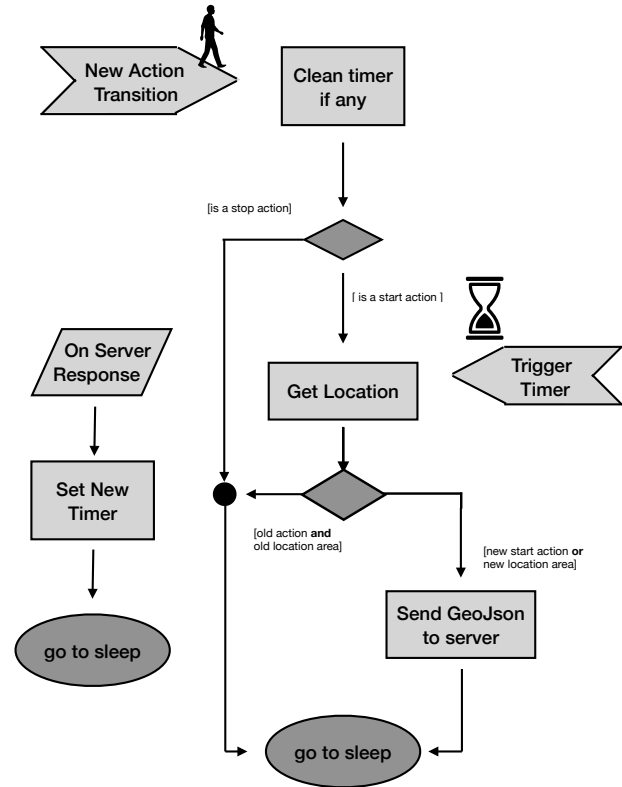 New Action
Transition
Clean timer
if any
[is a stop action]
[ is a start action ]
On Server
Response
Trigger
Timer
Get Location
Set New
Timer
[old action and
old location area]
[new start action or
new location area]
Send GeoJson
to server
go to sleep
go to sleep